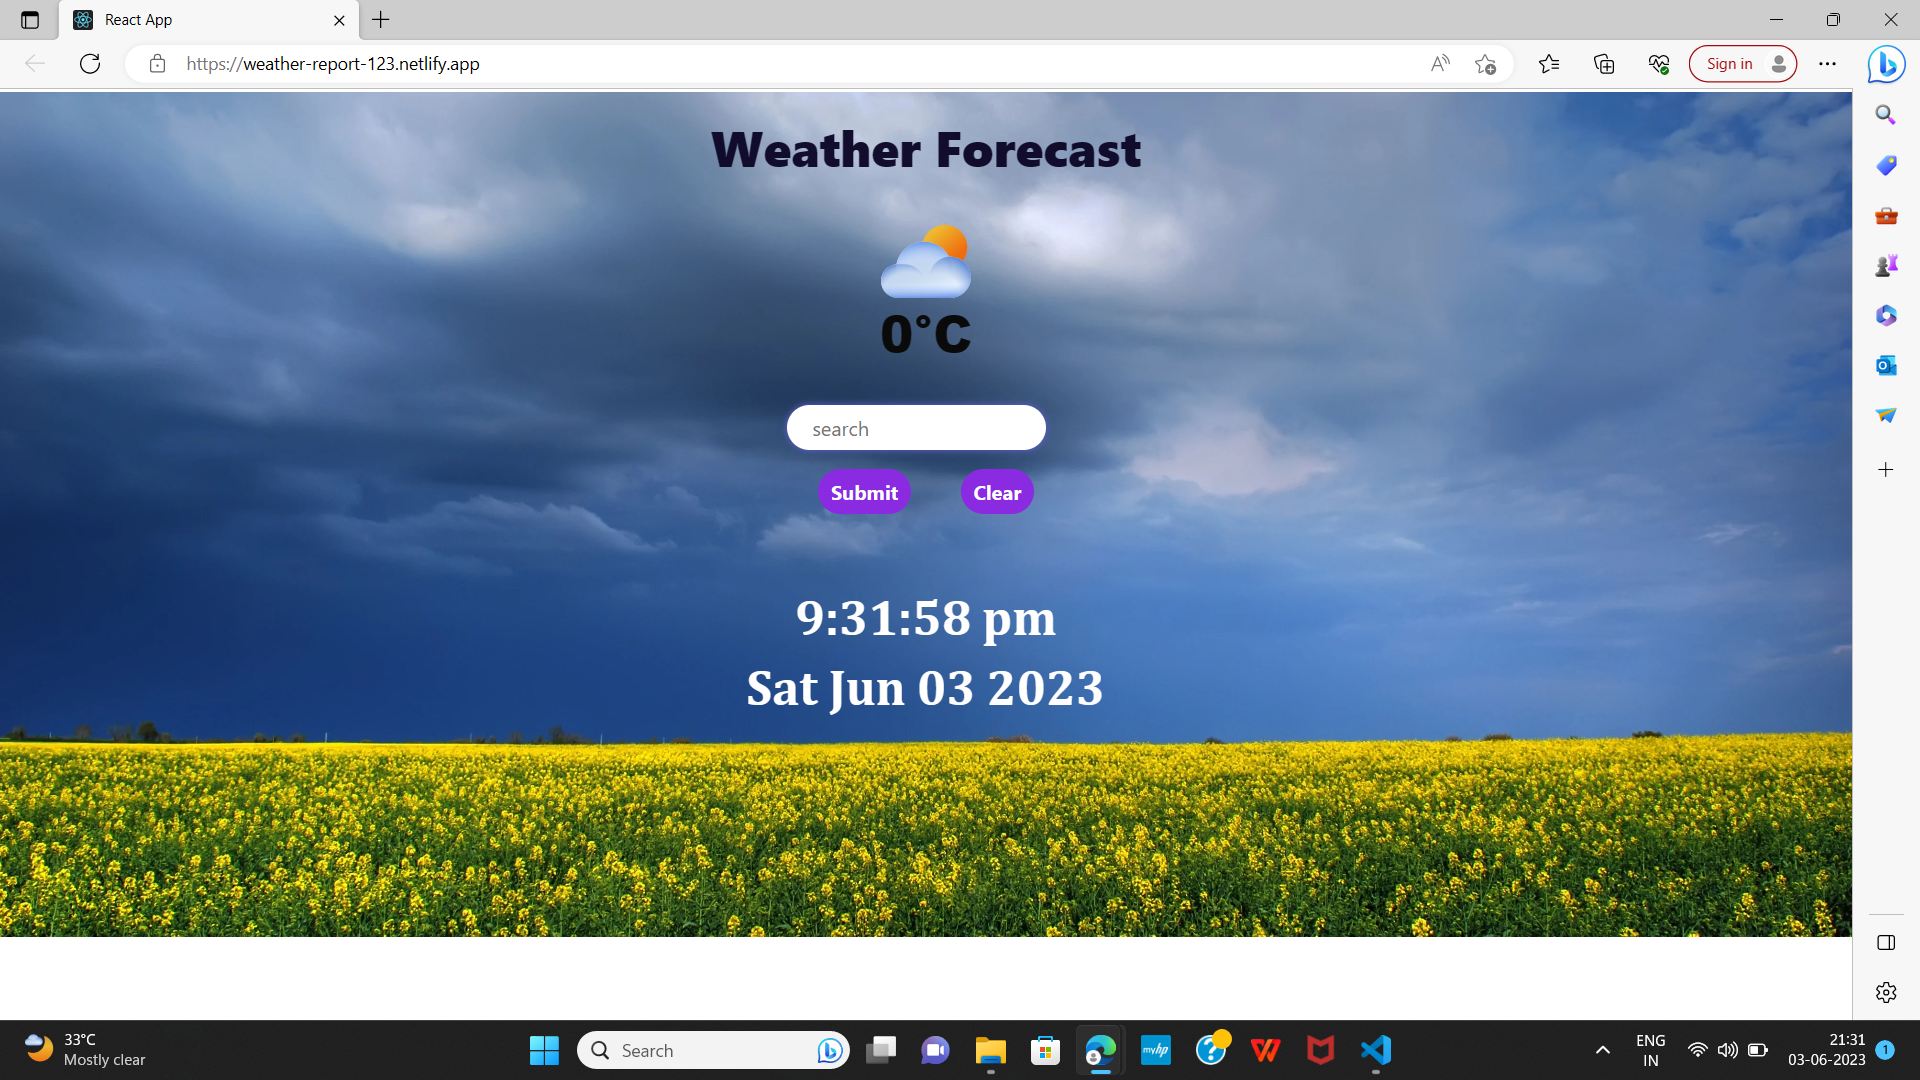 React App
https://weather-report-123.netlify.app
Sign in
Weather Forecast
0°C
search
Submit
Clear
9:31:58 pm
Sat Jun 03 2023
33°C
Mostly clear
Search
myhp
ENG
IN
21:31
03-06-2023
1